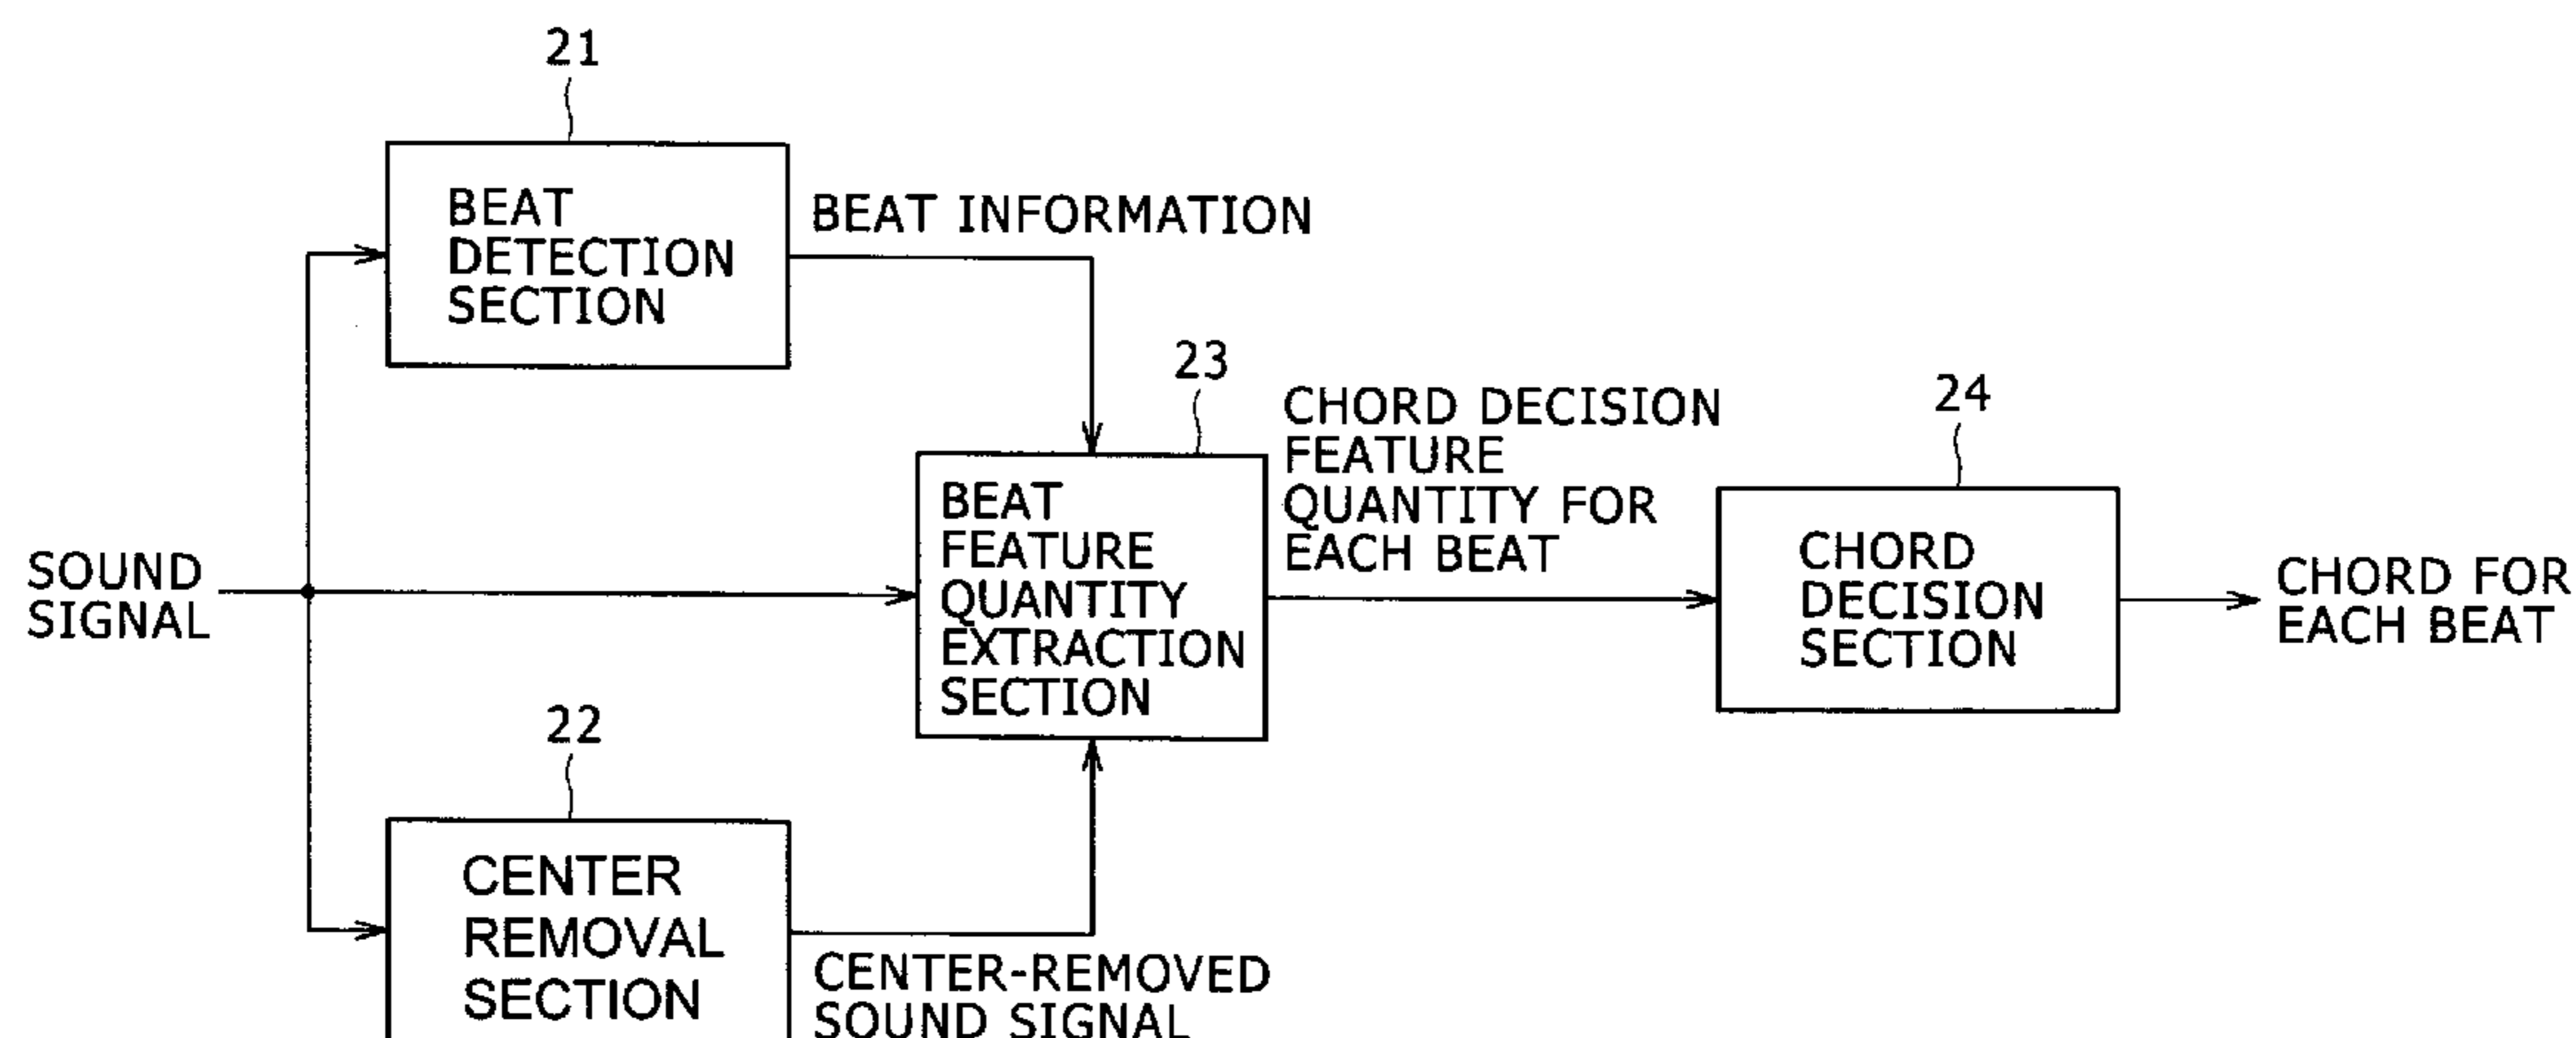 21
BEAT
DETECTION
SECTION
BEAT INFORMATION
23
CHORD DECISION
FEATURE
QUANTITY FOR
EACH BEAT
24
SOUND
SIGNAL
BEAT
FEATURE
QUANTITY
EXTRACTION
SECTION
CHORD
DECISION
SECTION
CHORD FOR
EACH BEAT
22
CENTER
REMOVAL
SECTION
CENTER-REMOVED
SOUND SIGNAL